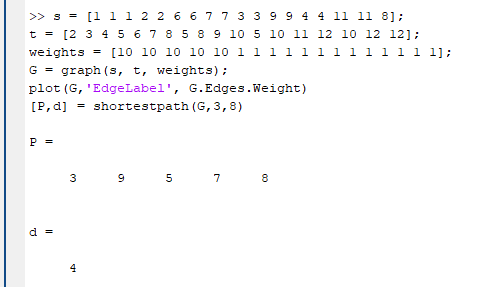 >> s = [1 1 1 2 2 6 6 7 7 3 3 9 9 4 4 11 11 8];
t = [2 3 4 5 6 7 8 5 8 9 10 5 10 11 12 10 12 12];
weights = [10 10 10 10 10 1 1 1 1 1 1 1 1 1 1 1 1 1];
G = graph(s, t, weights);
plot(G,'EdgeLabel', G.Edges.Weight)
[P,d] = shortestpath(G,3,8)
P =
3 9 5 7 8
d =
4